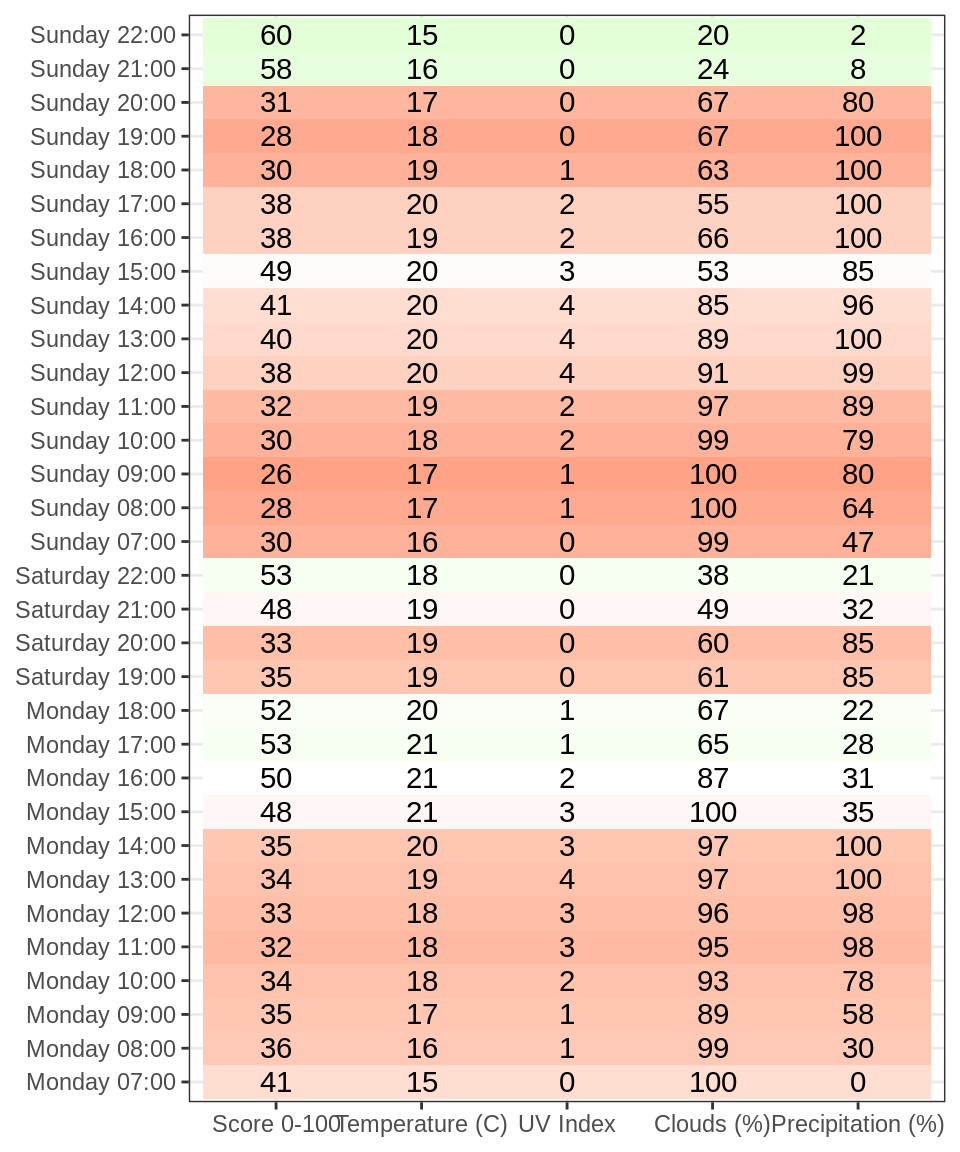 Sunday 22:00 60 15 0 20 2
Sunday 21:00 58 16 0 24 8
Sunday 20:00 31 17 0 67 80
Sunday 19:00 28 18 0 67 100
Sunday 18:00 30 19 1 63 100
Sunday 17:00 38 20 2 55 100
Sunday 16:00 38 19 2 66 100
Sunday 15:00 49 20 3 53 85
Sunday 14:00 41 20 4 85 96
Sunday 13:00 40 20 4 89 100
Sunday 12:00 38 20 4 91 99
Sunday 11:00 32 19 2 97 89
Sunday 10:00 30 18 2 99 79
Sunday 09:00 26 17 1 100 80
Sunday 08:00 28 17 1 100 64
Sunday 07:00 30 16 0 99 47
Saturday 22:00 53 18 0 38 21
Saturday 21:00 48 19 0 49 32
Saturday 20:00 33 19 0 60 85
Saturday 19:00 35 19 0 61 85
Monday 18:00 52 20 1 67 22
Monday 17:00 53 21 1 65 28
Monday 16:00 50 21 2 87 31
Monday 15:00 48 21 3 100 35
Monday 14:00 35 20 3 97 100
Monday 13:00 34 19 4 97 100
Monday 12:00 33 18 3 96 98
Monday 11:00 32 18 3 95 98
Monday 10:00 34 18 2 93 78
Monday 09:00 35 17 1 89 58
Monday 08:00 36 16 1 99 30
Monday 07:00 41 15 0 100 0
Score 0-100 Temperature (C) UV Index Clouds (%) Precipitation (%)